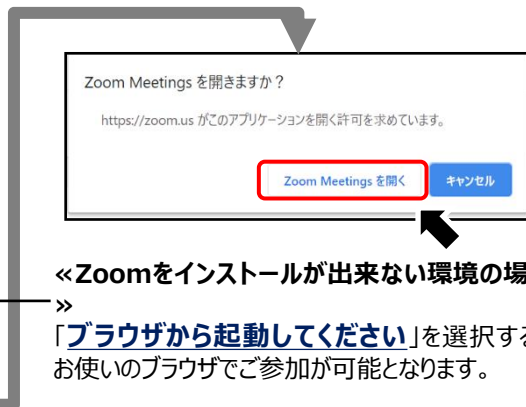 Zoom Meetings を開きますか？
https://zoom.us がこのアプリケーションを開く許可を求めています。
Zoom Meetings を開く
キャンセル
≪Zoomをインストールが出来ない環境の場
≫
「ブラウザから起動してください」を選択する
お使いのブラウザでご参加が可能となります。